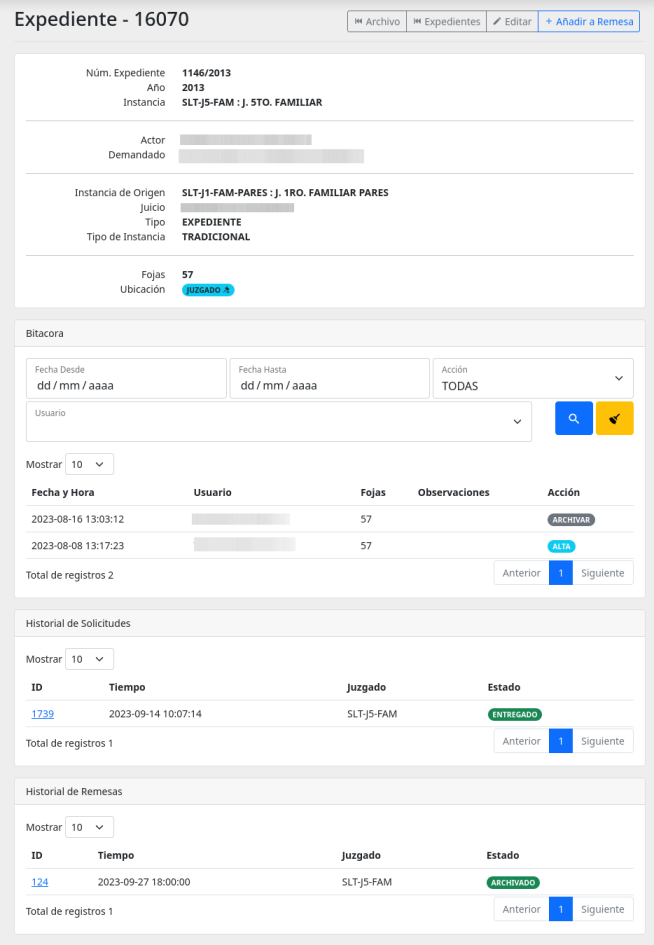 Expediente - 16070
Archivo Expedientes Editar + Añadir a Remesa
Núm. Expediente 1146/2013
Año 2013
Instancia SLT-J5-FAM : J. 5TO. FAMILIAR
Actor
Demandado
Instancia de Origen SLT-J1-FAM-PARES : J. 1RO. FAMILIAR PARES
Juicio
Tipo EXPEDIENTE
Tipo de Instancia TRADICIONAL
Fojas 57
Ubicación JUZGADO
Bitacora
Fecha Desde Fecha Hasta Acción
dd / mm / aaaa dd / mm / aaaa TODAS
Usuario
Mostrar 10
Fecha y Hora Usuario Fojas Observaciones Acción
2023-08-16 13:03:12 57 ARCHIVAR
2023-08-08 13:17:23 57 ALTA
Total de registros 2 Anterior 1 Siguiente
Historial de Solicitudes
Mostrar 10
ID Tiempo Juzgado Estado
1739 2023-09-14 10:07:14 SLT-J5-FAM ENTREGADO
Total de registros 1 Anterior 1 Siguiente
Historial de Remesas
Mostrar 10
ID Tiempo Juzgado Estado
124 2023-09-27 18:00:00 SLT-J5-FAM ARCHIVADO
Total de registros 1 Anterior 1 Siguiente